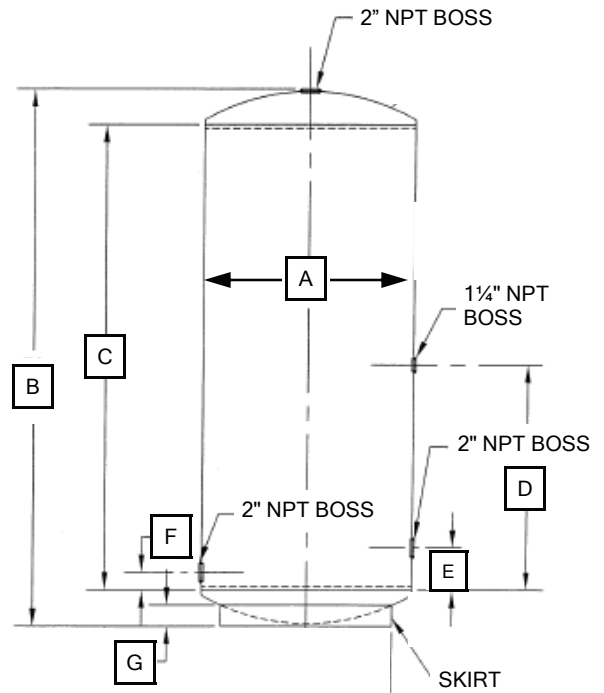 2” NPT BOSS
A
1¼" NPT
BOSS
C
B
2" NPT BOSS
D
2" NPT BOSS
F
E
G
SKIRT